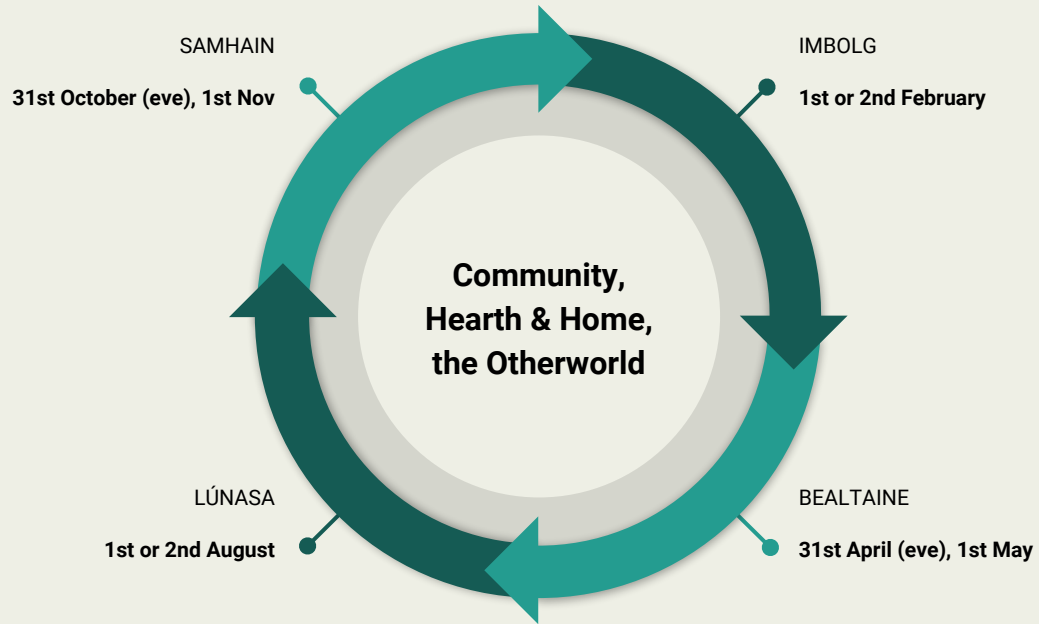 SAMHAIN
31st October (eve), 1st Nov
IMBOLG
1st or 2nd February
Community,
Hearth & Home,
the Otherworld
LÚNASA
1st or 2nd August
BEALTAINE
31st April (eve), 1st May